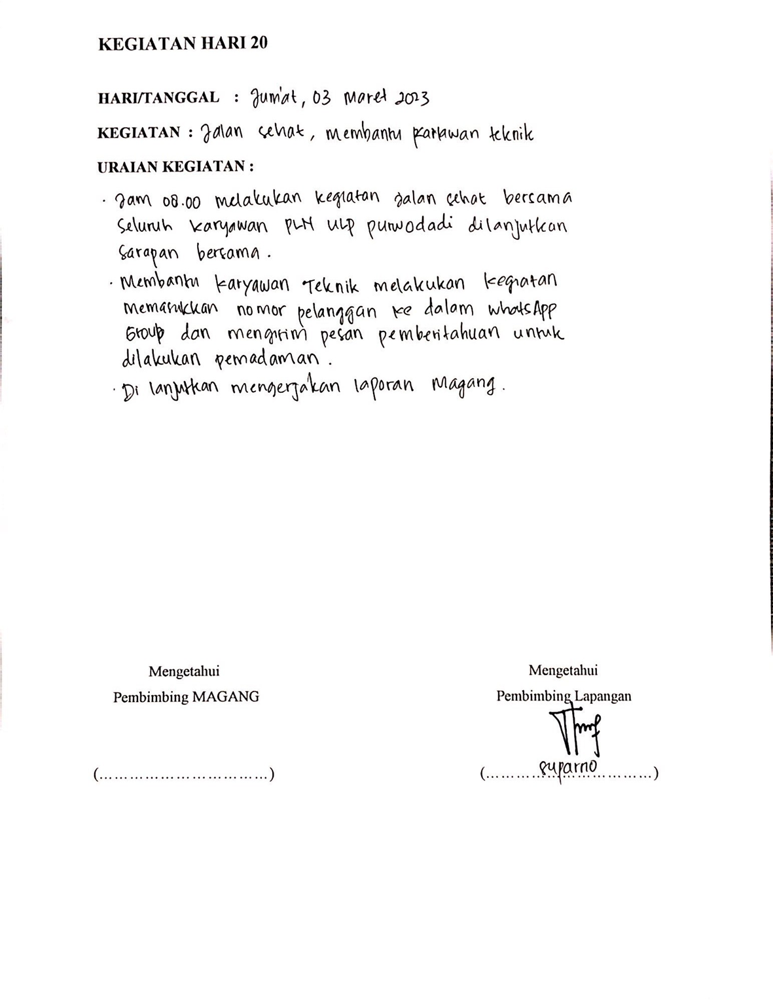 KEGIATAN HARI 20
HARI/TANGGAL : Jum'at, 03 Maret 2023
KEGIATAN : Jalan sehat, membantu karyawan teknik
URAIAN KEGIATAN :
· Jam 08.00 melakukan kegiatan jalan sehat bersama
seluruh karyawan PLN ULP purwodadi dilanjutkan
sarapan bersama.
· Membantu karyawan Teknik melakukan kegiatan
memasukkan nomor pelanggan ke dalam WhatsApp
Group dan mengirim pesan pemberitahuan untuk
dilakukan pemadaman.
· Di lanjutkan mengerjakan laporan Magang.
Mengetahui
Pembimbing MAGANG
(……………………………)
Mengetahui
Pembimbing Lapangan
(…………suparno…………)